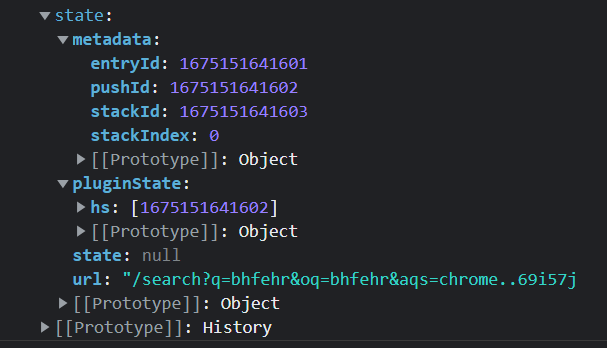 ▼state:
▼metadata:
entryId: 1675151641601
pushId: 1675151641602
stackId: 1675151641603
stackIndex: 0
▶[[Prototype]]: Object
▼pluginState:
▶hs: [1675151641602]
▶[[Prototype]]: Object
state: null
url: "/search?q=bhfehr&oq=bhfehr&aqs=chrome..69i57j
▶[[Prototype]]: Object
▶[[Prototype]]: History